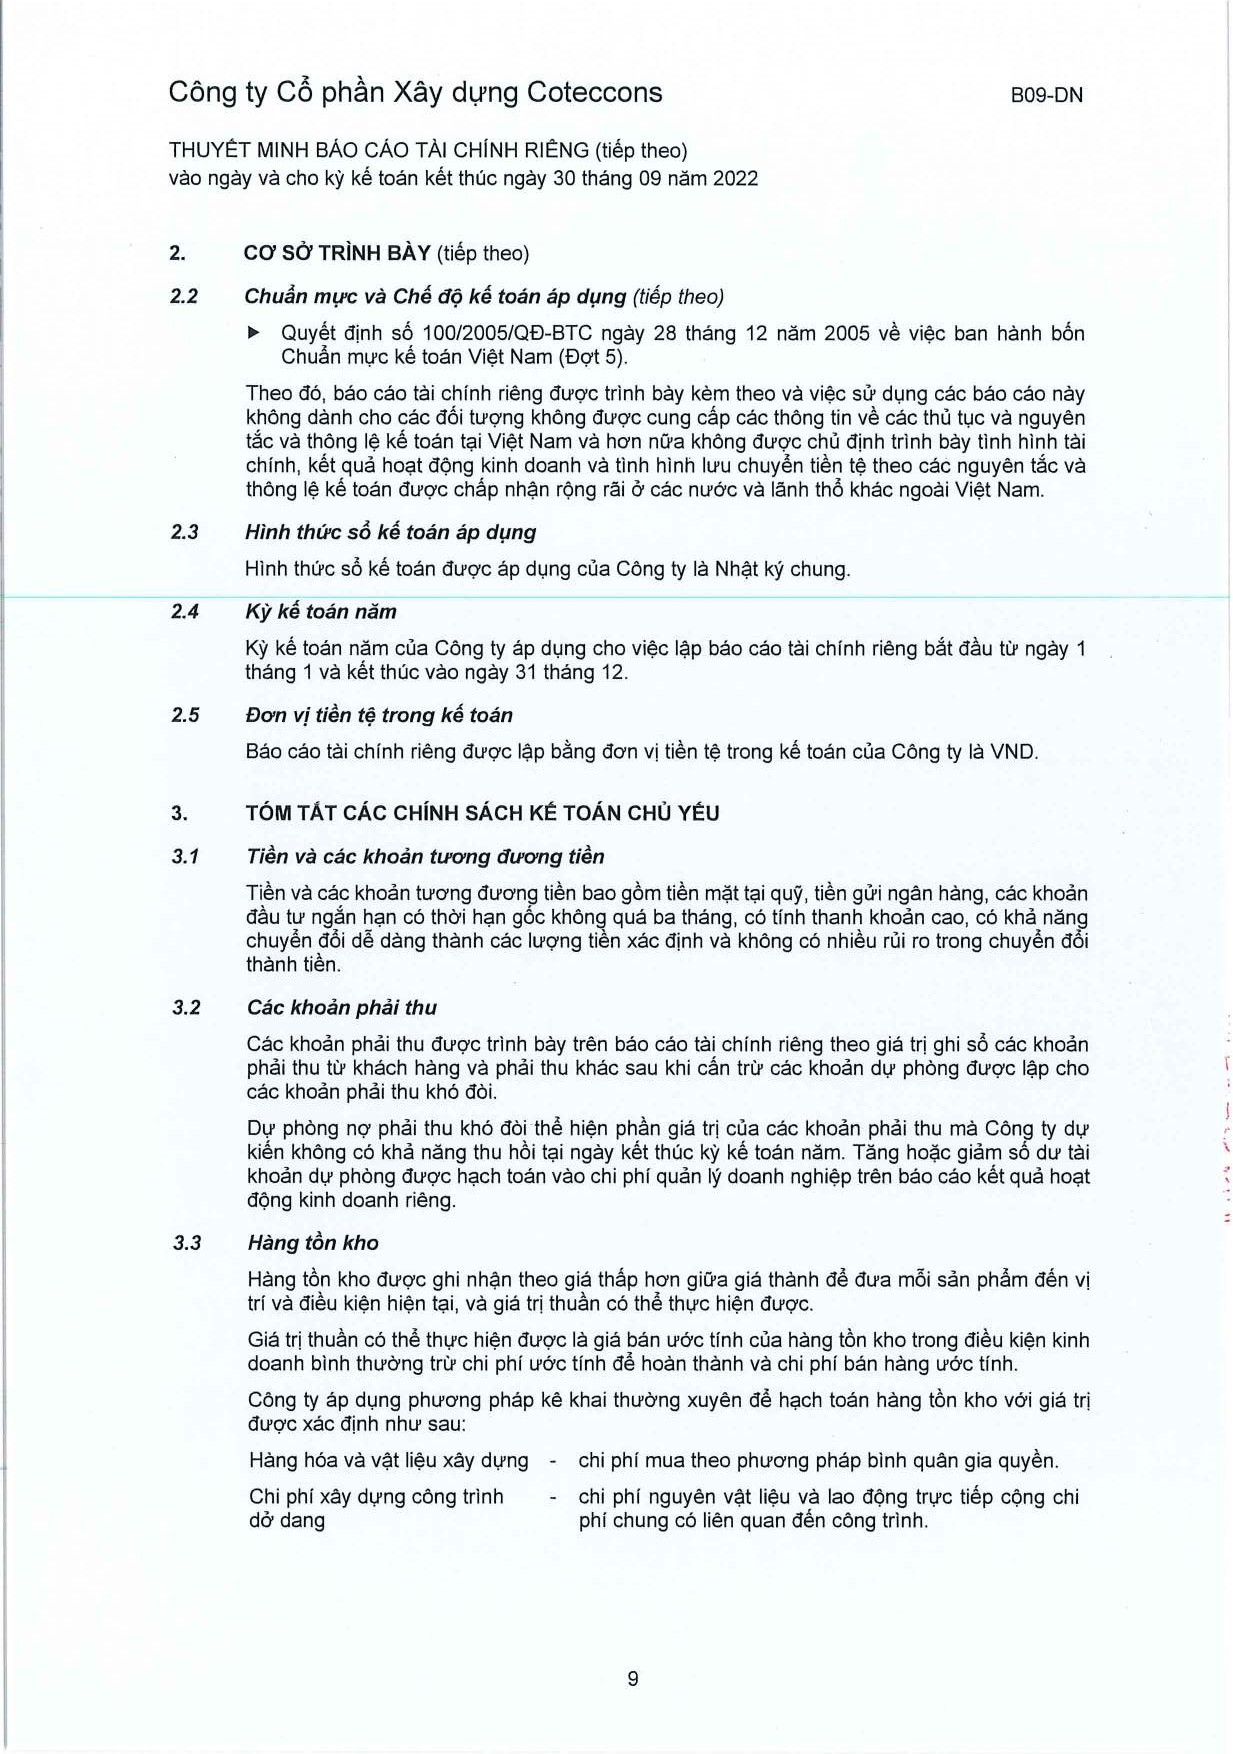 Công ty Cổ phần Xây dựng Coteccons
B09-DN
THUYẾT MINH BÁO CÁO TÀI CHÍNH RIÊNG (tiếp theo)
vào ngày và cho kỳ kế toán kết thúc ngày 30 tháng 09 năm 2022
2. CƠ SỞ TRÌNH BÀY (tiếp theo)
2.2 Chuẩn mực và Chế độ kế toán áp dụng (tiếp theo)
► Quyết định số 100/2005/QĐ-BTC ngày 28 tháng 12 năm 2005 về việc ban hành bốn
Chuẩn mực kế toán Việt Nam (Đợt 5).
Theo đó, báo cáo tài chính riêng được trình bày kèm theo và việc sử dụng các báo cáo này
không dành cho các đối tượng không được cung cấp các thông tin về các thủ tục và nguyên
tắc và thông lệ kế toán tại Việt Nam và hơn nữa không được chủ định trình bày tình hình tài
chính, kết quả hoạt động kinh doanh và tình hình lưu chuyển tiền tệ theo các nguyên tắc và
thông lệ kế toán được chấp nhận rộng rãi ở các nước và lãnh thổ khác ngoài Việt Nam.
2.3 Hình thức sổ kế toán áp dụng
Hình thức sổ kế toán được áp dụng của Công ty là Nhật ký chung.
2.4 Kỳ kế toán năm
Kỳ kế toán năm của Công ty áp dụng cho việc lập báo cáo tài chính riêng bắt đầu từ ngày 1
tháng 1 và kết thúc vào ngày 31 tháng 12.
2.5 Đơn vị tiền tệ trong kế toán
Báo cáo tài chính riêng được lập bằng đơn vị tiền tệ trong kế toán của Công ty là VND.
3. TÓM TẮT CÁC CHÍNH SÁCH KẾ TOÁN CHỦ YẾU
3.1 Tiền và các khoản tương đương tiền
Tiền và các khoản tương đương tiền bao gồm tiền mặt tại quỹ, tiền gửi ngân hàng, các khoản
đầu tư ngắn hạn có thời hạn gốc không quá ba tháng, có tính thanh khoản cao, có khả năng
chuyển đổi dễ dàng thành các lượng tiền xác định và không có nhiều rủi ro trong chuyển đổi
thành tiền.
3.2 Các khoản phải thu
Các khoản phải thu được trình bày trên báo cáo tài chính riêng theo giá trị ghi sổ các khoản
phải thu từ khách hàng và phải thu khác sau khi cấn trừ các khoản dự phòng được lập cho
các khoản phải thu khó đòi.
Dự phòng nợ phải thu khó đòi thể hiện phần giá trị của các khoản phải thu mà Công ty dự
kiến không có khả năng thu hồi tại ngày kết thúc kỳ kế toán năm. Tăng hoặc giảm số dư tài
khoản dự phòng được hạch toán vào chi phí quản lý doanh nghiệp trên báo cáo kết quả hoạt
động kinh doanh riêng.
3.3 Hàng tồn kho
Hàng tồn kho được ghi nhận theo giá thấp hơn giữa giá thành để đưa mỗi sản phẩm đến vị
trí và điều kiện hiện tại, và giá trị thuần có thể thực hiện được.
Giá trị thuần có thể thực hiện được là giá bán ước tính của hàng tồn kho trong điều kiện kinh
doanh bình thường trừ chi phí ước tính để hoàn thành và chi phí bán hàng ước tính.
Công ty áp dụng phương pháp kê khai thường xuyên để hạch toán hàng tồn kho với giá trị
được xác định như sau:
Hàng hóa và vật liệu xây dựng - chi phí mua theo phương pháp bình quân gia quyền.
Chi phí xây dựng công trình - chi phí nguyên vật liệu và lao động trực tiếp cộng chi
dở dang phí chung có liên quan đến công trình.
9